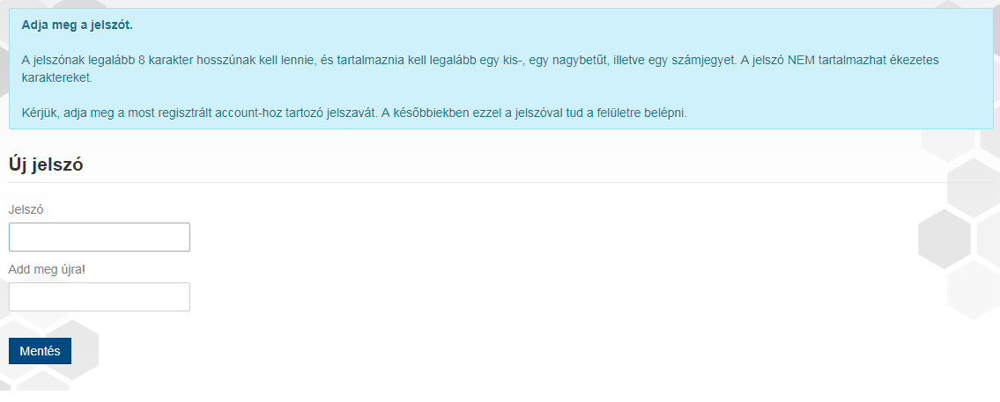 Adja meg a jelszót.
A jelszónak legalább 8 karakter hosszúnak kell lennie, és tartalmaznia kell legalább egy kis-, egy nagybetűt, illetve egy számjegyet. A jelszó NEM tartalmazhat ékezetes
karaktereket.
Kérjük, adja meg a most regisztrált account-hoz tartozó jelszavát. A későbbiekben ezzel a jelszóval tud a felületre belépni.
Új jelszó
Jelszó
Add meg újra!
Mentés